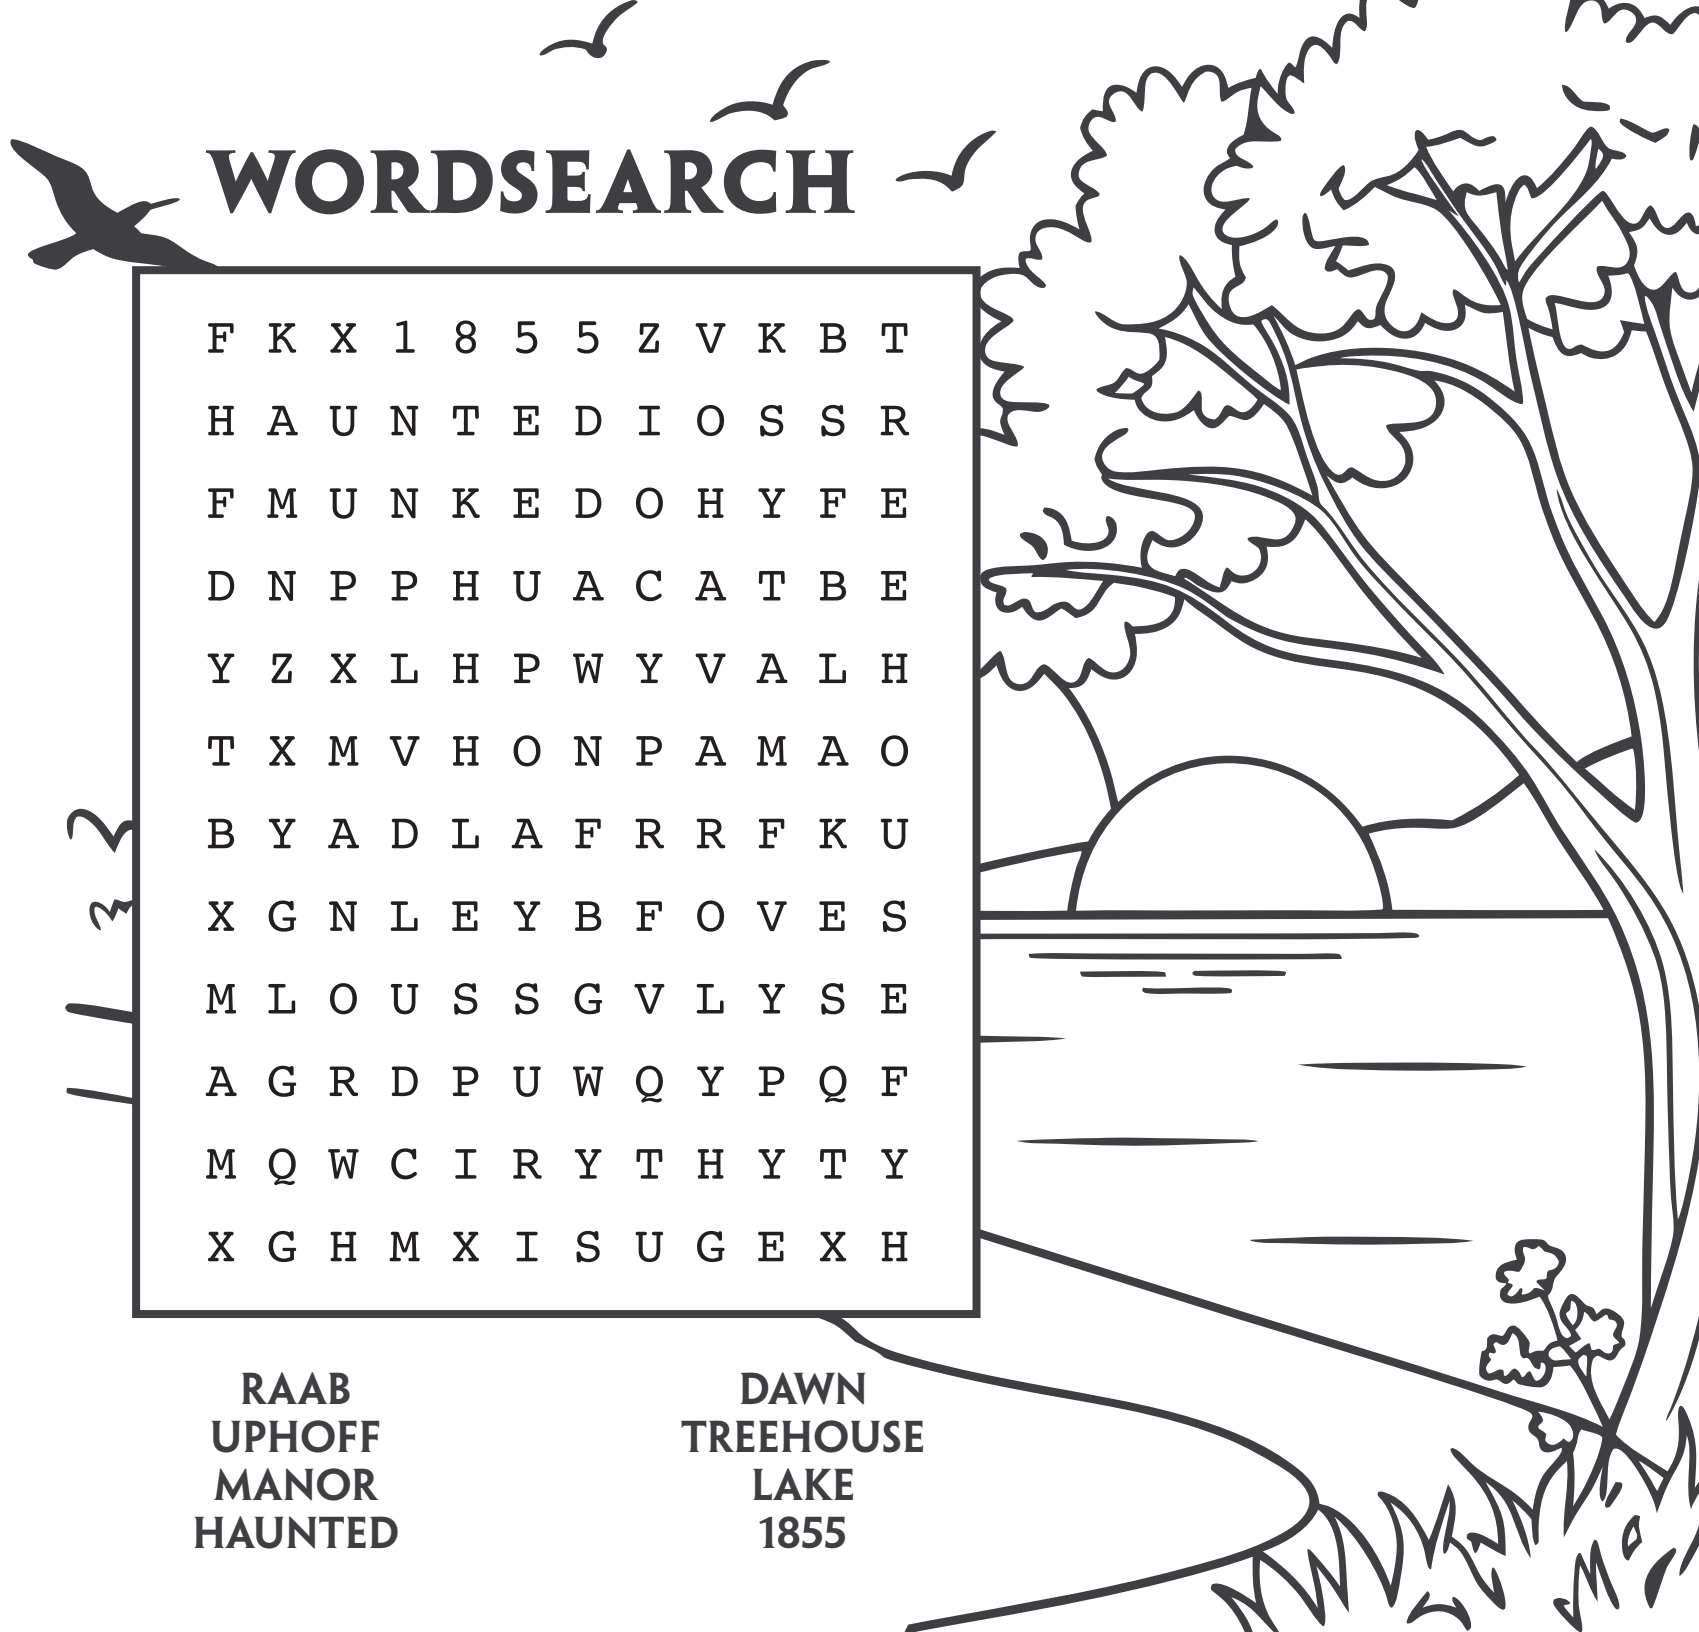 WORDSEARCH
F K X 1 8 5 5 Z V K B T
H A U N T E D I O S S R
F M U N K E D O H Y F E
D N P P H U A C A T B E
Y Z X L H P W Y V A L H
T X M V H O N P A M A O
B Y A D L A F R R F K U
X G N L E Y B F O V E S
M L O U S S G V L Y S E
A G R D P U W Q Y P Q F
M Q W C I R Y T H Y T Y
X G H M X I S U G E X H
RAAB
UPHOFF
MANOR
HAUNTED
DAWN
TREEHOUSE
LAKE
1855